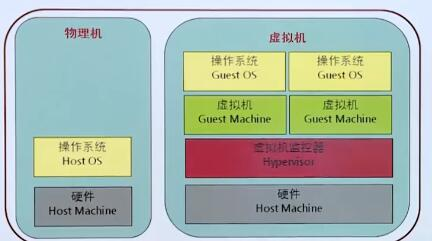 物理机
操作系统
Host OS
硬件
Host Machine
虚拟机
操作系统
Guest OS
操作系统
Guest OS
虚拟机
Guest Machine
虚拟机
Guest Machine
虚拟机监控器
Hypervisor
硬件
Host Machine